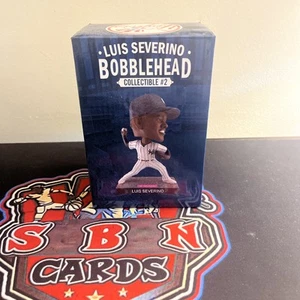 • LUIS SEVERINO •
BOBBLEHEAD
COLLECTIBLE #2
LUIS SEVERINO
S B N
CARDS